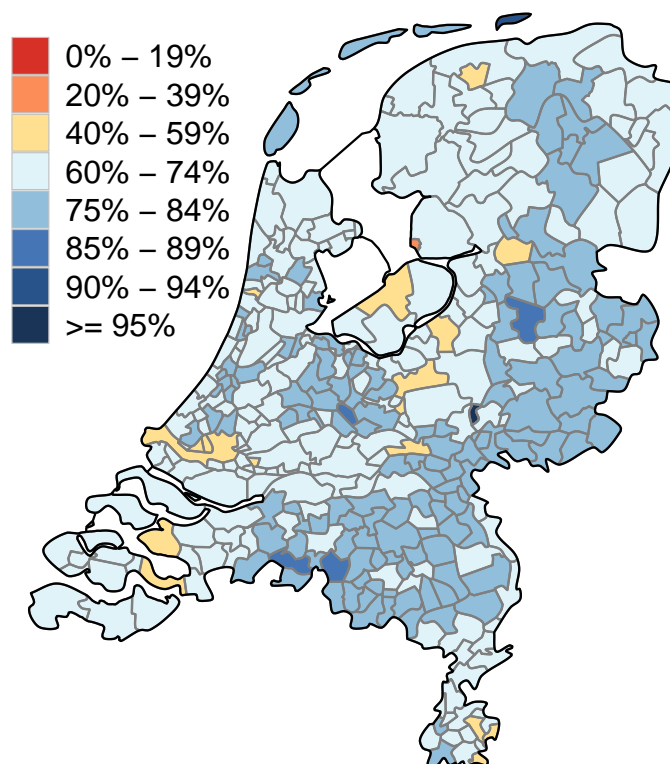 0% – 19%
20% – 39%
40% – 59%
60% – 74%
75% – 84%
85% – 89%
90% – 94%
>= 95%